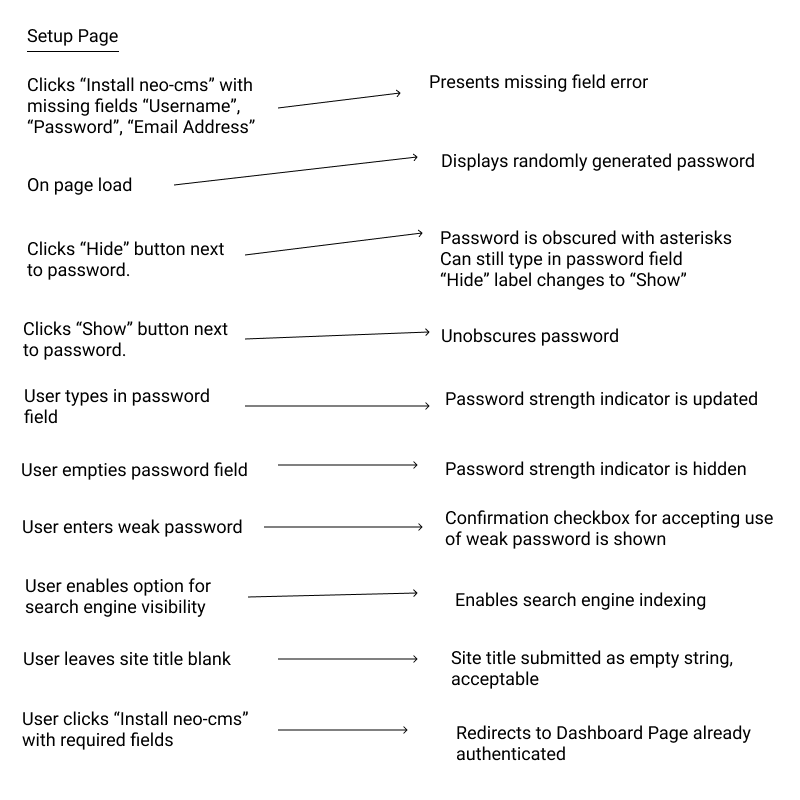 Setup Page
Clicks “Install neo-cms” with
missing fields “Username”,
“Password”, “Email Address”
Presents missing field error
On page load
Displays randomly generated password
Clicks “Hide” button next
to password.
Password is obscured with asterisks
Can still type in password field
“Hide” label changes to “Show”
Clicks “Show” button next
to password.
Unobscures password
User types in password
field
Password strength indicator is updated
User empties password field
Password strength indicator is hidden
User enters weak password
Confirmation checkbox for accepting use
of weak password is shown
User enables option for
search engine visibility
Enables search engine indexing
User leaves site title blank
Site title submitted as empty string,
acceptable
User clicks “Install neo-cms”
with required fields
Redirects to Dashboard Page already
authenticated